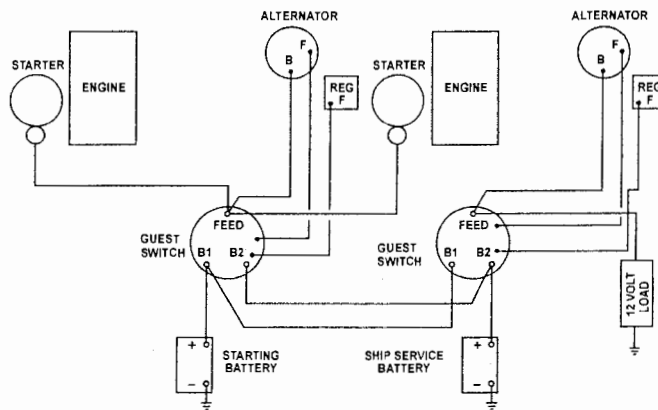 ALTERNATOR
F
B
STARTER
ENGINE
REG
F
STARTER
ENGINE
ALTERNATOR
F
B
REG
F
FEED
GUEST
SWITCH
B1 B2
FEED
GUEST
SWITCH
B1 B2
12 VOLT
LOAD
+
−
STARTING
BATTERY
SHIP SERVICE
BATTERY
+
−